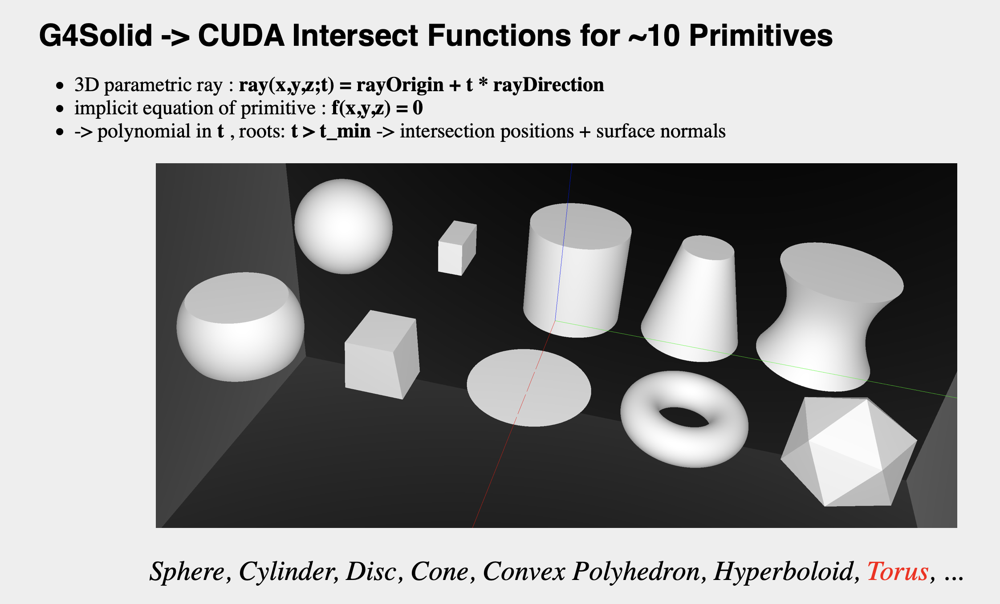 G4Solid -> CUDA Intersect Functions for ~10 Primitives
• 3D parametric ray : ray(x,y,z;t) = rayOrigin + t * rayDirection
• implicit equation of primitive : f(x,y,z) = 0
• -> polynomial in t , roots: t > t_min -> intersection positions + surface normals
Sphere, Cylinder, Disc, Cone, Convex Polyhedron, Hyperboloid, Torus, ...